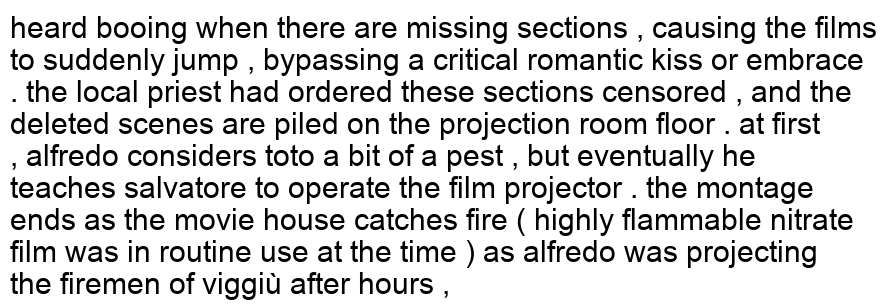 heard booing when there are missing sections , causing the films
to suddenly jump , bypassing a critical romantic kiss or embrace
. the local priest had ordered these sections censored , and the
deleted scenes are piled on the projection room floor . at first
, alfredo considers toto a bit of a pest , but eventually he
teaches salvatore to operate the film projector . the montage
ends as the movie house catches fire ( highly flammable nitrate
film was in routine use at the time ) as alfredo was projecting
the firemen of viggiù after hours ,